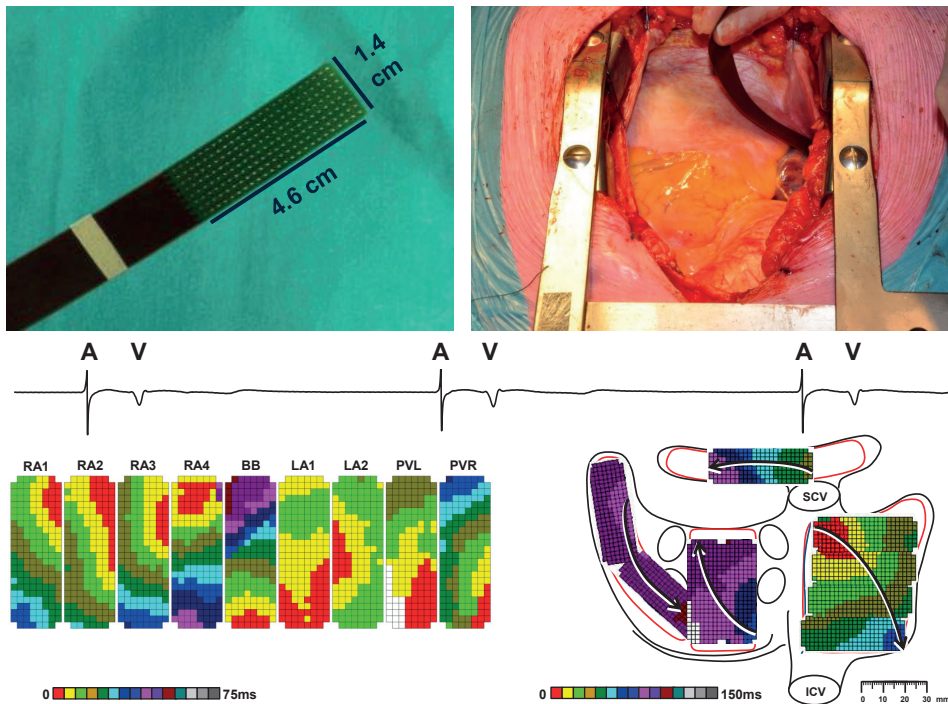 1.4
cm
4.6 cm
A V A V A V
RA1 RA2 RA3 RA4 BB LA1 LA2 PVL PVR
SCV
ICV
0 75ms
0 150ms
0 10 20 30 mm